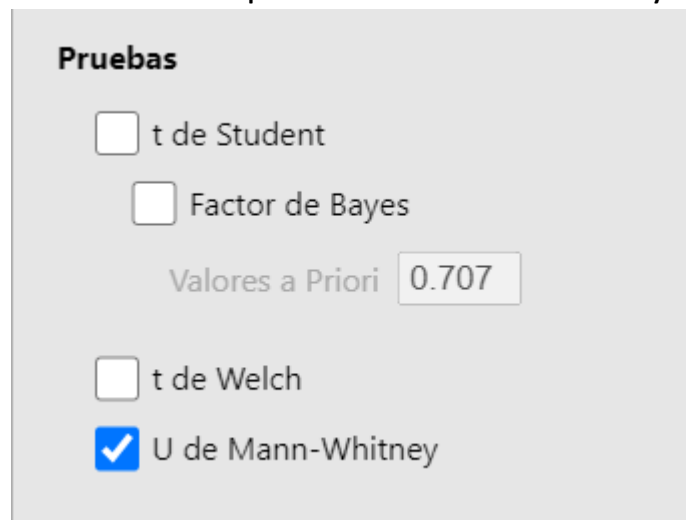 Pruebas
t de Student
Factor de Bayes
Valores a Priori 0.707
t de Welch
U de Mann-Whitney